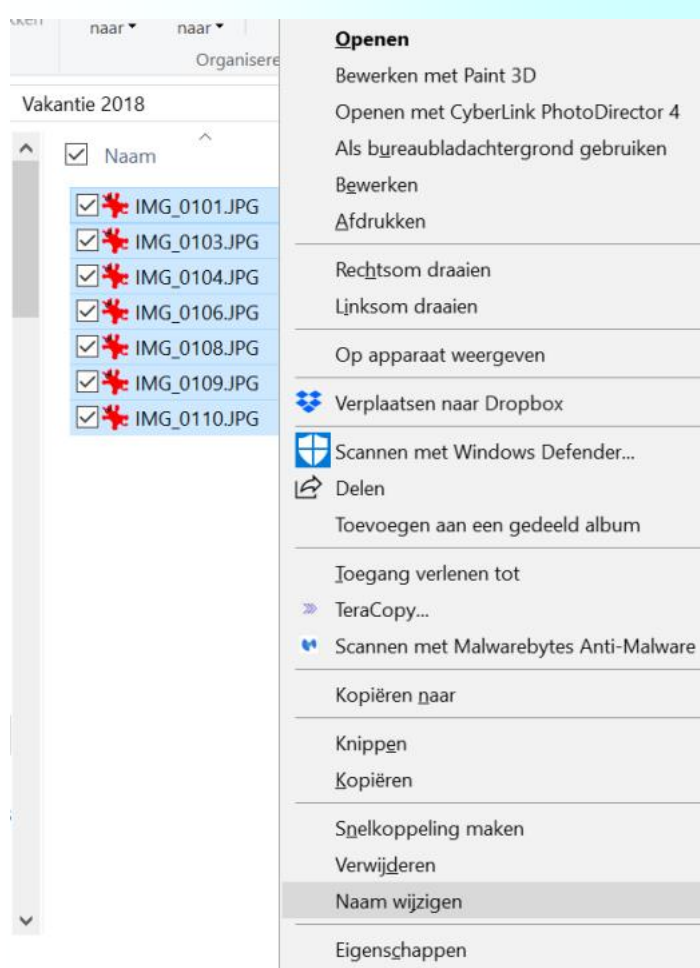 naar naar
Organisere
Vakantie 2018
Naam
IMG_0101.JPG
IMG_0103.JPG
IMG_0104.JPG
IMG_0106.JPG
IMG_0108.JPG
IMG_0109.JPG
IMG_0110.JPG
Openen
Bewerken met Paint 3D
Openen met CyberLink PhotoDirector 4
Als bureaubladachtergrond gebruiken
Bewerken
Afdrukken
Rechtsom draaien
Linksom draaien
Op apparaat weergeven
Verplaatsen naar Dropbox
Scannen met Windows Defender...
Delen
Toevoegen aan een gedeeld album
Toegang verlenen tot
TeraCopy...
Scannen met Malwarebytes Anti-Malware
Kopiëren naar
Knippen
Kopiëren
Snelkoppeling maken
Verwijderen
Naam wijzigen
Eigenschappen